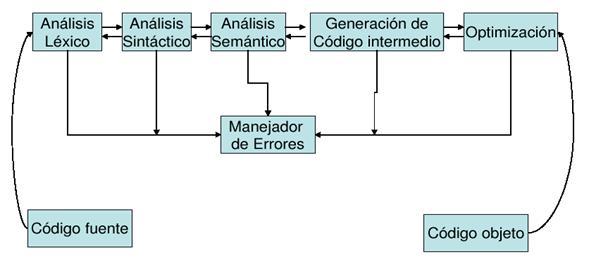 Análisis
Léxico
Análisis
Sintáctico
Análisis
Semántico
Generación de
Código intermedio
Optimización
Manejador
de Errores
Código fuente
Código objeto